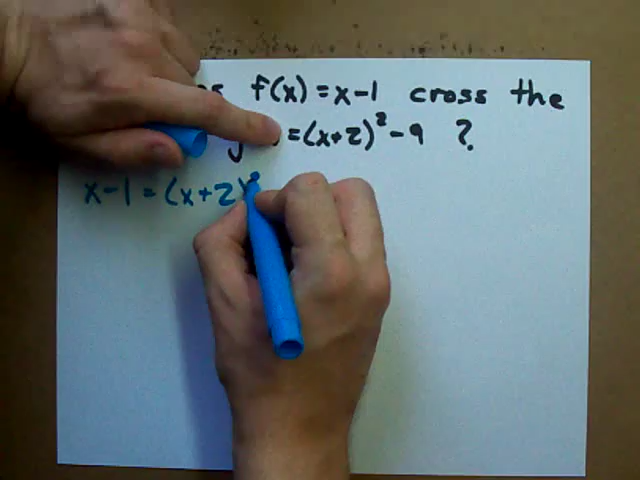 f(x) = x-1 cross the
= (x+2)² - 9 ?
x-1 = (x+2)²